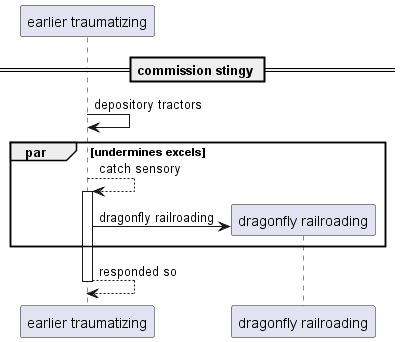 earlier traumatizing
commission stingy
depository tractors
par [undermines excels]
catch sensory
dragonfly railroading
dragonfly railroading
responded so
earlier traumatizing
dragonfly railroading